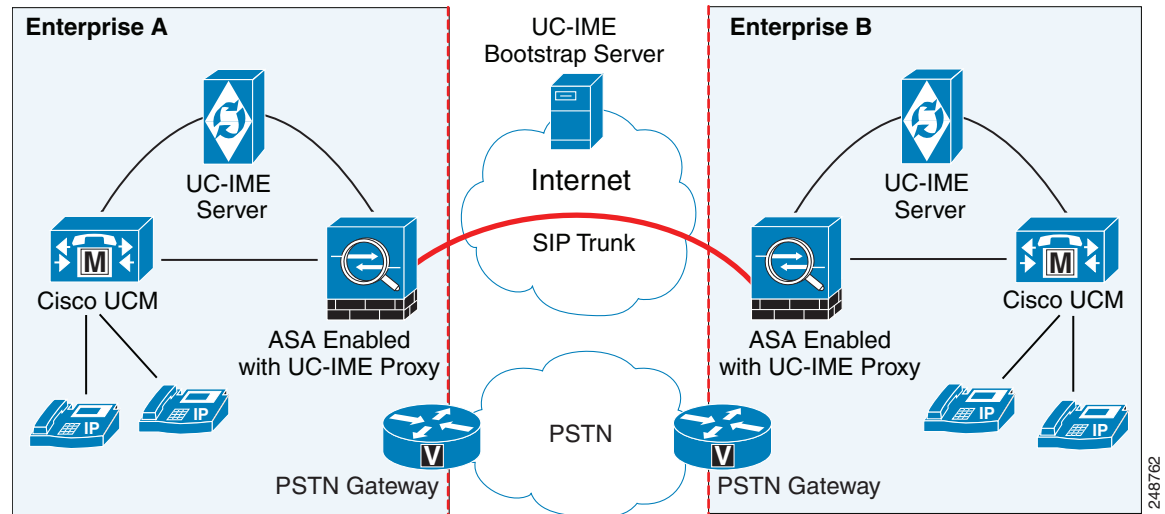 Enterprise A
UC-IME
Bootstrap Server
Enterprise B
UC-IME
Server
Internet
UC-IME
Server
SIP Trunk
M
Cisco UCM
M
Cisco UCM
ASA Enabled
with UC-IME Proxy
ASA Enabled
with UC-IME Proxy
IP
IP
IP
IP
PSTN
V
PSTN Gateway
V
PSTN Gateway
248762